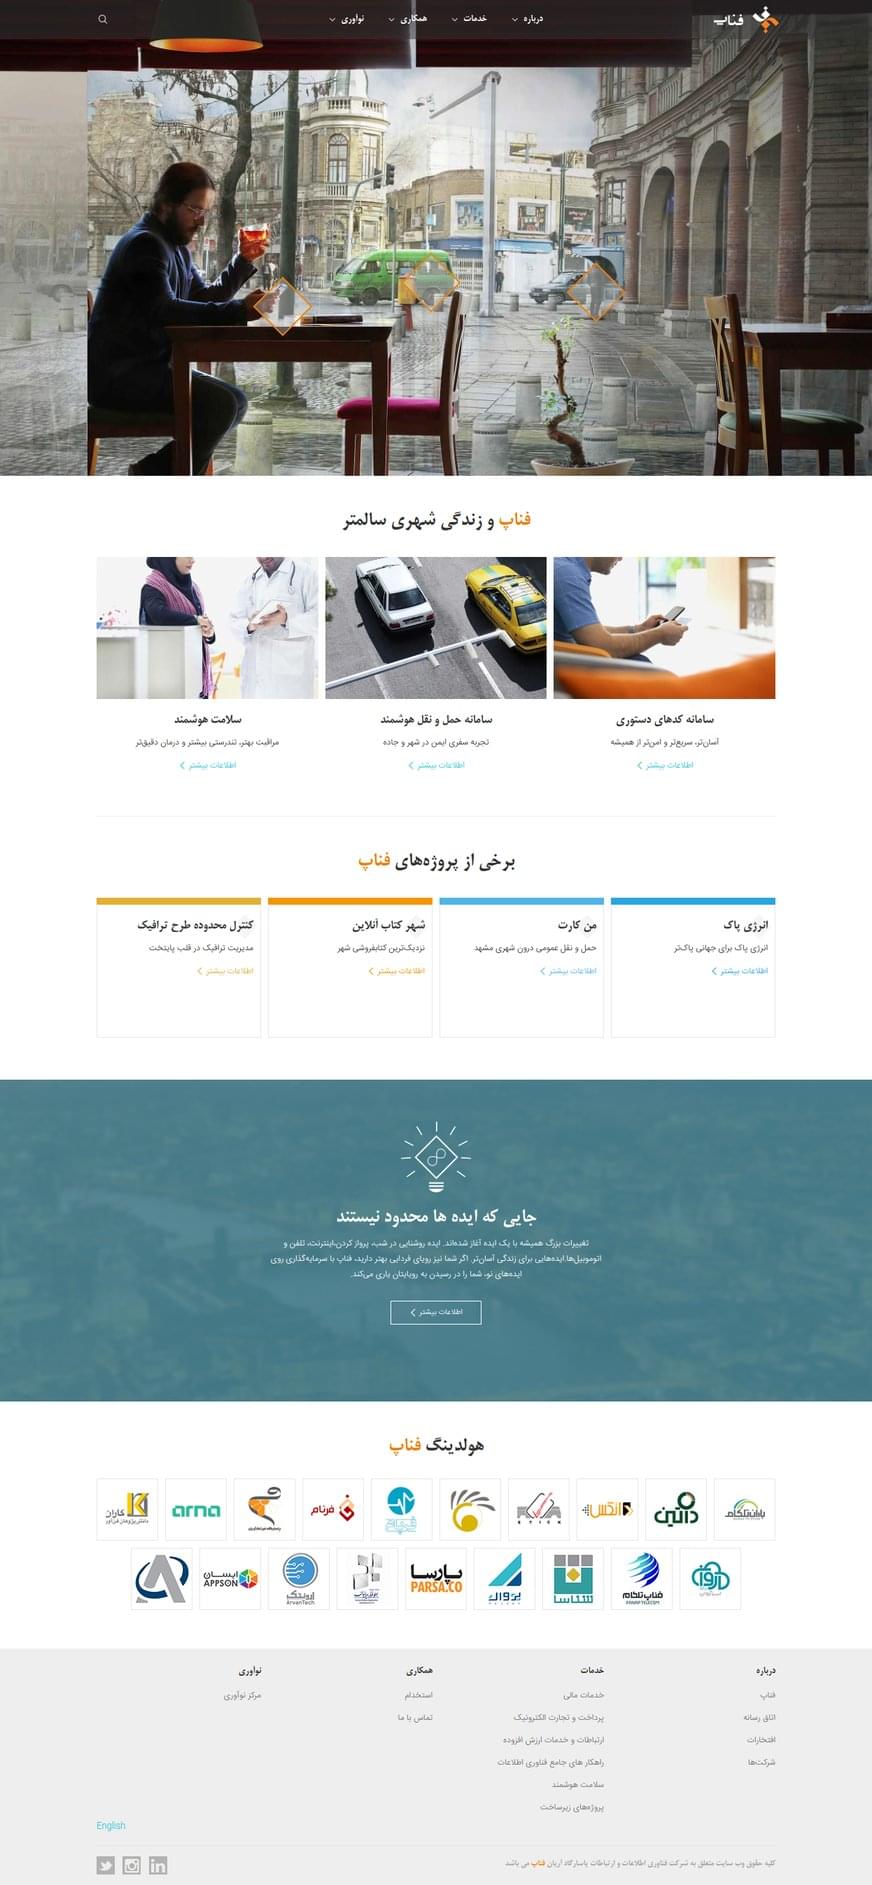 فناپ
درباره
خدمات
همکاری
نوآوری
فناپ و زندگی شهری سالمتر
سامانه کدهای دستوری
آسان‌تر، سریع‌تر و امن‌تر از همیشه
اطلاعات بیشتر
سامانه حمل و نقل هوشمند
تجربه سفری ایمن در شهر و جاده
اطلاعات بیشتر
سلامت هوشمند
مراقبت بهتر، تندرستی بیشتر و درمان دقیق‌تر
اطلاعات بیشتر
برخی از پروژه‌های فناپ
انرژی پاک
انرژی پاک برای جهانی پاک‌تر
اطلاعات بیشتر
من کارت
حمل و نقل عمومی درون شهری مشهد
اطلاعات بیشتر
شهر کتاب آنلاین
نزدیک‌ترین کتابفروشی شهر
اطلاعات بیشتر
کنترل محدوده طرح ترافیک
مدیریت ترافیک در قلب پایتخت
اطلاعات بیشتر
جایی که ایده ها محدود نیستند
تغییرات بزرگ همیشه با یک ایده آغاز شده‌اند. ایده روشنایی در شب، پرواز کردن،اینترنت، تلفن و
اتوموبیل‌ها.ایده‌هایی برای زندگی آسان‌تر. اگر شما نیز رویای فردایی بهتر دارید، فناپ با سرمایه‌گذاری روی
ایده‌های نو، شما را در رسیدن به رویایتان یاری می‌کند.
اطلاعات بیشتر
هولدینگ فناپ
داتین
فرنام
arna
کاران
فناپ تلکام
FANAP TELECOM
شناسا
پارسا
PARSA.CO
اروندتک
ArvanTech
اپسان
APPSON
درباره
فناپ
اتاق رسانه
افتخارات
شرکت‌ها
خدمات
خدمات مالی
پرداخت و تجارت الکترونیک
ارتباطات و خدمات ارزش افزوده
راهکار های جامع فناوری اطلاعات
سلامت هوشمند
پروژه‌های زیرساخت
همکاری
استخدام
تماس با ما
نوآوری
مرکز نوآوری
English
کلیه حقوق وب سایت متعلق به شرکت فناوری اطلاعات و ارتباطات پاسارگاد آریان فناپ می باشد